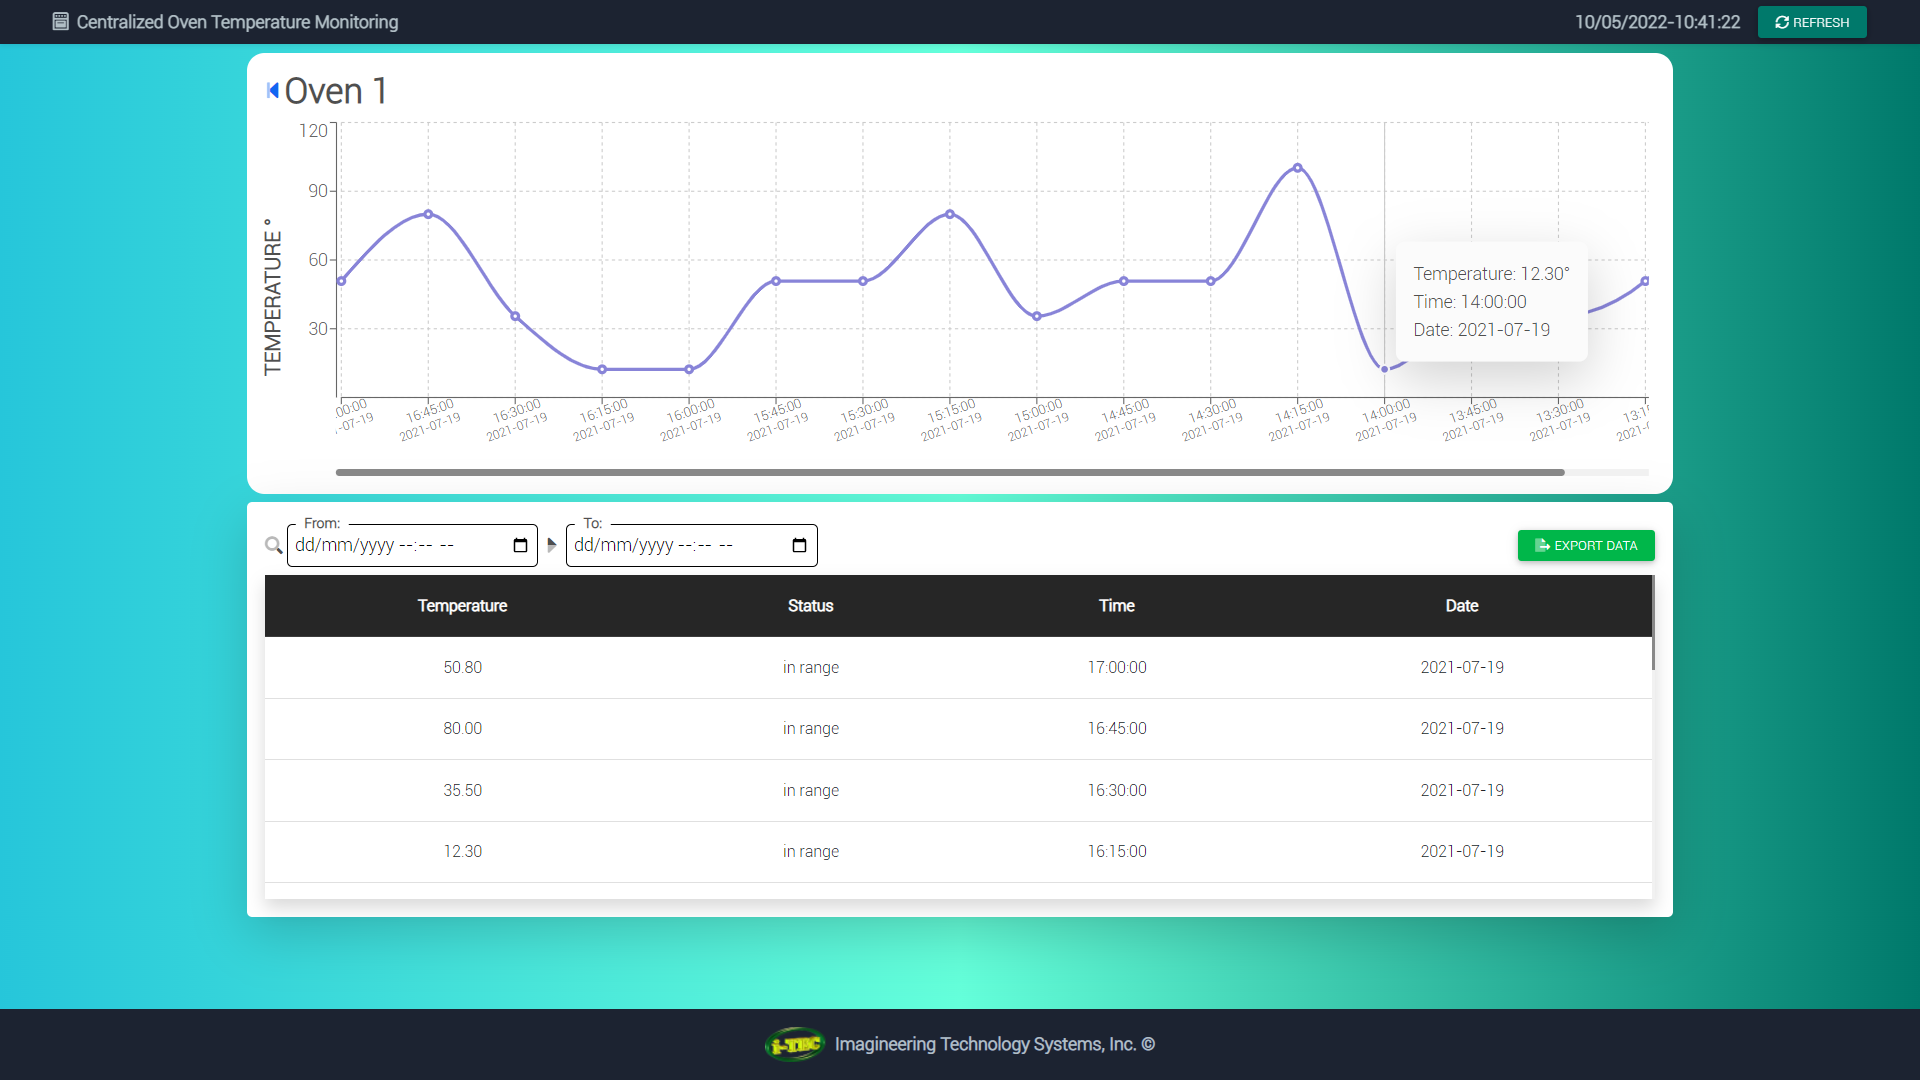 Centralized Oven Temperature Monitoring
10/05/2022-10:41:22
REFRESH
Oven 1
TEMPERATURE °
120
90
60
30
Temperature: 12.30°
Time: 14:00:00
Date: 2021-07-19
:00:00
-07-19
16:45:00
2021-07-19
16:30:00
2021-07-19
16:15:00
2021-07-19
16:00:00
2021-07-19
15:45:00
2021-07-19
15:30:00
2021-07-19
15:15:00
2021-07-19
15:00:00
2021-07-19
14:45:00
2021-07-19
14:30:00
2021-07-19
14:15:00
2021-07-19
14:00:00
2021-07-19
13:45:00
2021-07-19
13:30:00
2021-07-19
13:1
2021-
From:
dd/mm/yyyy --:-- --
To:
dd/mm/yyyy --:-- --
EXPORT DATA
Temperature Status Time Date
50.80 in range 17:00:00 2021-07-19
80.00 in range 16:45:00 2021-07-19
35.50 in range 16:30:00 2021-07-19
12.30 in range 16:15:00 2021-07-19
i-TEC
Imagineering Technology Systems, Inc. ©